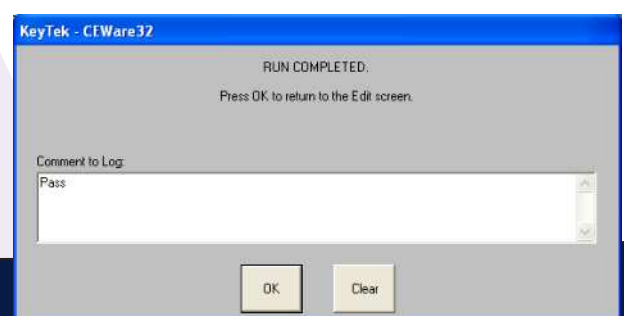 KeyTek - CEWare32
RUN COMPLETED.
Press OK to return to the Edit screen.
Comment to Log:
Pass
OK
Clear